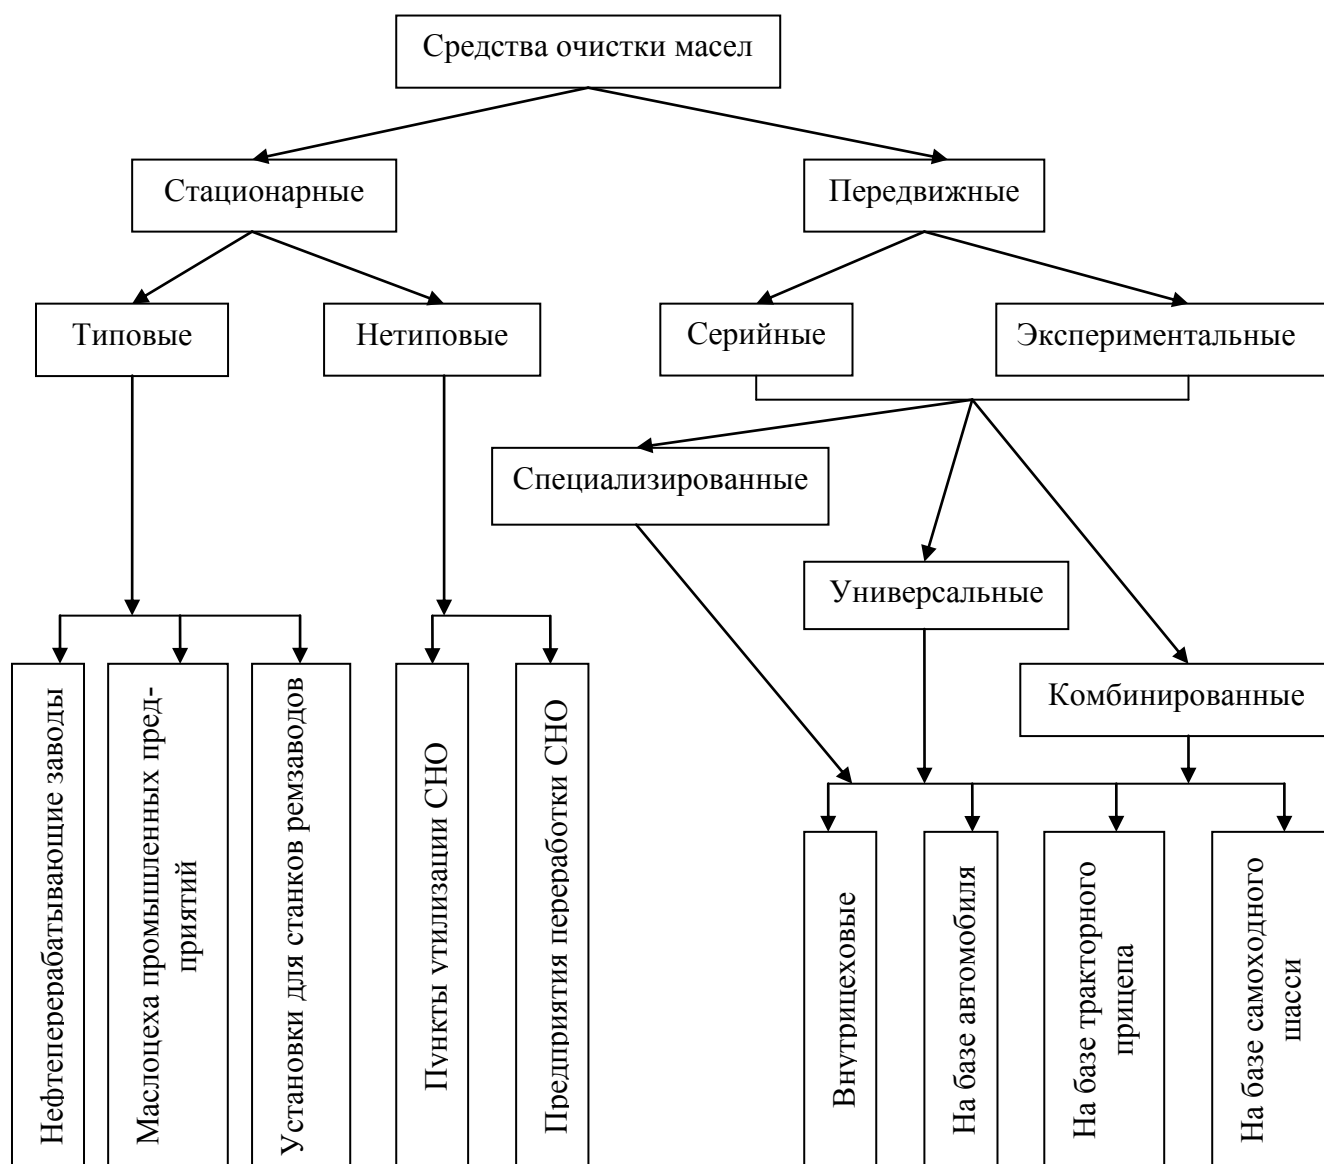 Средства очистки масел
Стационарные
Передвижные
Типовые
Нетиповые
Серийные
Экспериментальные
Специализированные
Универсальные
Комбинированные
Нефтеперерабатывающие заводы
Маслоцеха промышленных пред-
приятий
Установки для станков ремзаводов
Пункты утилизации СНО
Предприятия переработки СНО
Внутрицеховые
На базе автомобиля
На базе тракторного
прицепа
На базе самоходного
шасси